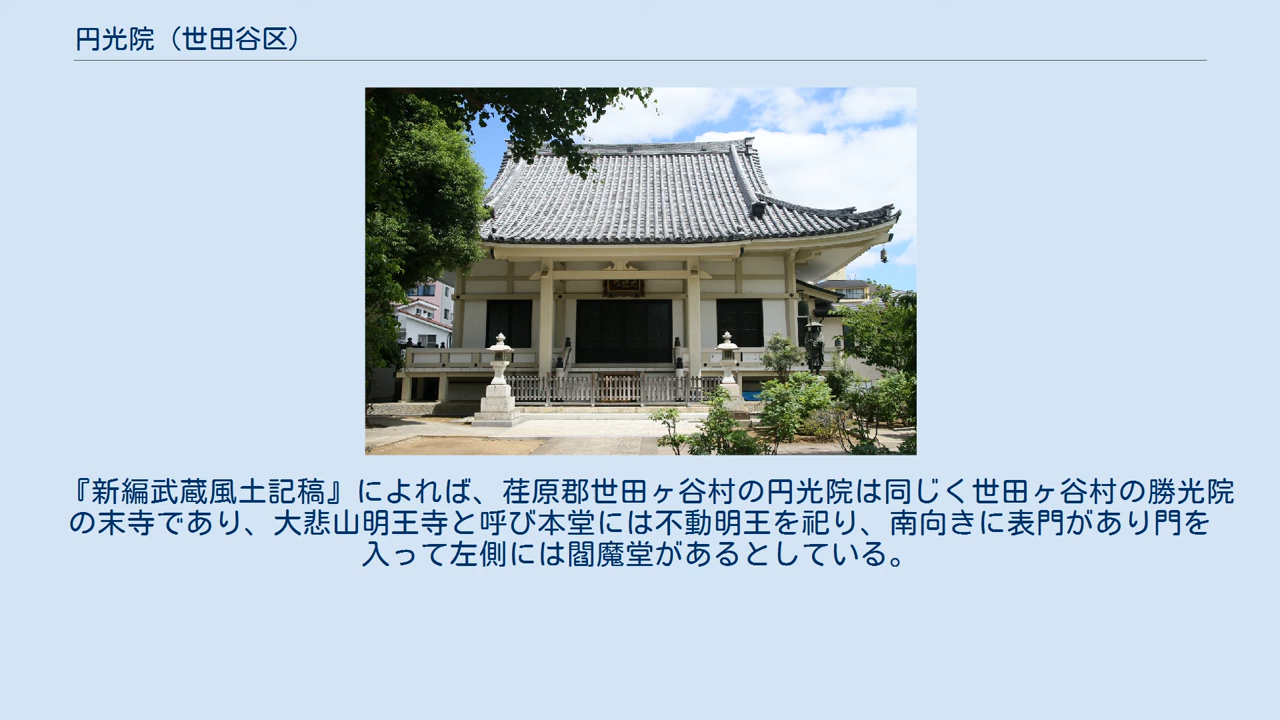 円光院（世田谷区）
『新編武蔵風土記稿』によれば、荏原郡世田ヶ谷村の円光院は同じく世田ヶ谷村の勝光院
の末寺であり、大悲山明王寺と呼び本堂には不動明王を祀り、南向きに表門があり門を
入って左側には閻魔堂があるとしている。